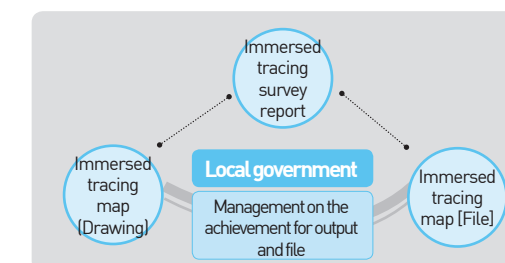 Immersed
tracing
survey
report
Immersed
tracing
map
(Drawing)
Local government
Management on the
achievement for output
and file
Immersed
tracing
map [File]